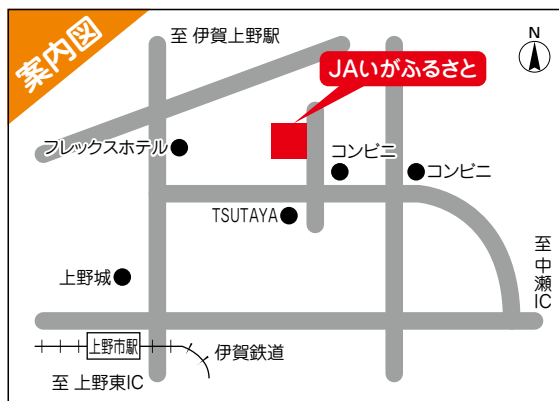 案内図
至 伊賀上野駅
N
JAいがふるさと
フレックスホテル
コンビニ
コンビニ
TSUTAYA
上野城
至中瀬IC
上野市駅
伊賀鉄道
至 上野東IC